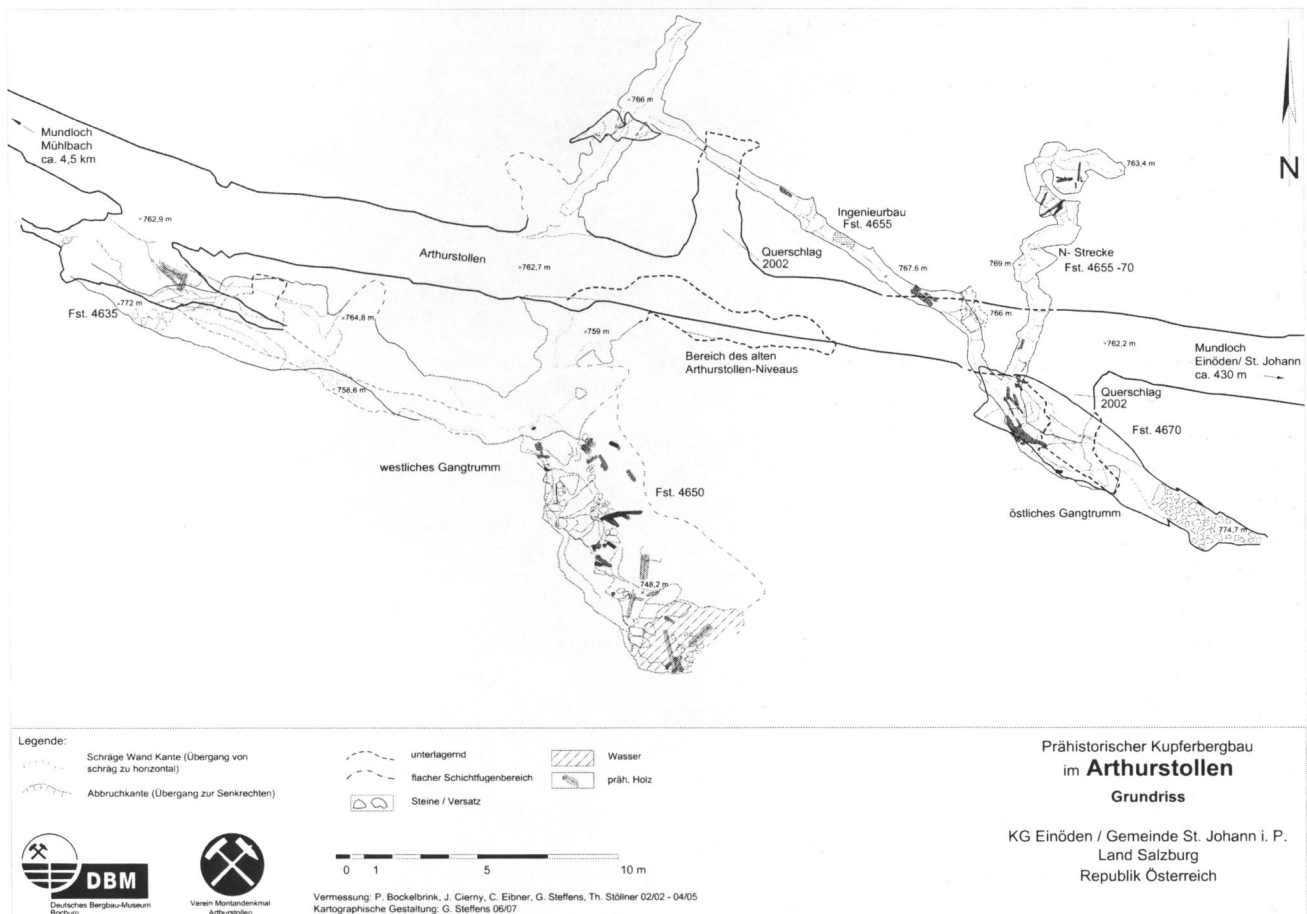 766 m
Mundloch
Mühlbach
ca. 4,5 km
763,4 m
N
Ingenieurbau
Fst. 4655
762,9 m
Arthurstollen
Querschlag
2002
N- Strecke
Fst. 4655 -70
769 m
762,7 m
767,6 m
772 m
Fst. 4635
764,8 m
766 m
759 m
762,2 m
Mundloch
Einöden/ St. Johann
ca. 430 m
Bereich des alten
Arthurstollen-Niveaus
758,6 m
Querschlag
2002
Fst. 4670
westliches Gangtrumm
Fst. 4650
östliches Gangtrumm
774,7 m
748,2 m
Legende:
Schräge Wand Kante (Übergang von
schräg zu horizontal)
Abbruchkante (Übergang zur Senkrechten)
unterlagernd
flacher Schichtfugenbereich
Steine / Versatz
Wasser
präh. Holz
Prähistorischer Kupferbergbau
im Arthurstollen
Grundriss
KG Einöden / Gemeinde St. Johann i. P.
Land Salzburg
Republik Österreich
DBM
Deutsches Bergbau-Museum
Bochum
Verein Montandenkmal
Arthurstollen
0 1 5 10 m
Vermessung: P. Bockelbrink, J. Cierny, C. Eibner, G. Steffens, Th. Stöllner 02/02 - 04/05
Kartographische Gestaltung: G. Steffens 06/07